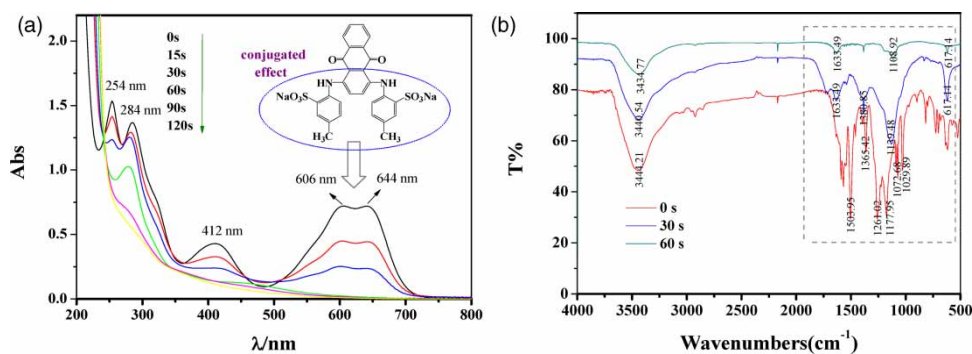 (a)
0s
15s
30s
60s
90s
120s
conjugated
effect
254 nm
284 nm
412 nm
606 nm
644 nm
O
O
HN
NH
NaO₃S
SO₃Na
H₃C
CH₃
Abs
2.0
1.5
1.0
0.5
0.0
200
300
400
500
600
700
800
λ/nm
(b)
T%
100
80
60
40
20
0
3434.77
3440.54
3444.21
1633.49
1633.49
1108.92
617.14
617.14
1365.42
1139.48
1072.68
1029.89
1503.95
1261.02
1177.95
0 s
30 s
60 s
4000
3500
3000
2500
2000
1500
1000
500
Wavenumbers(cm⁻¹)